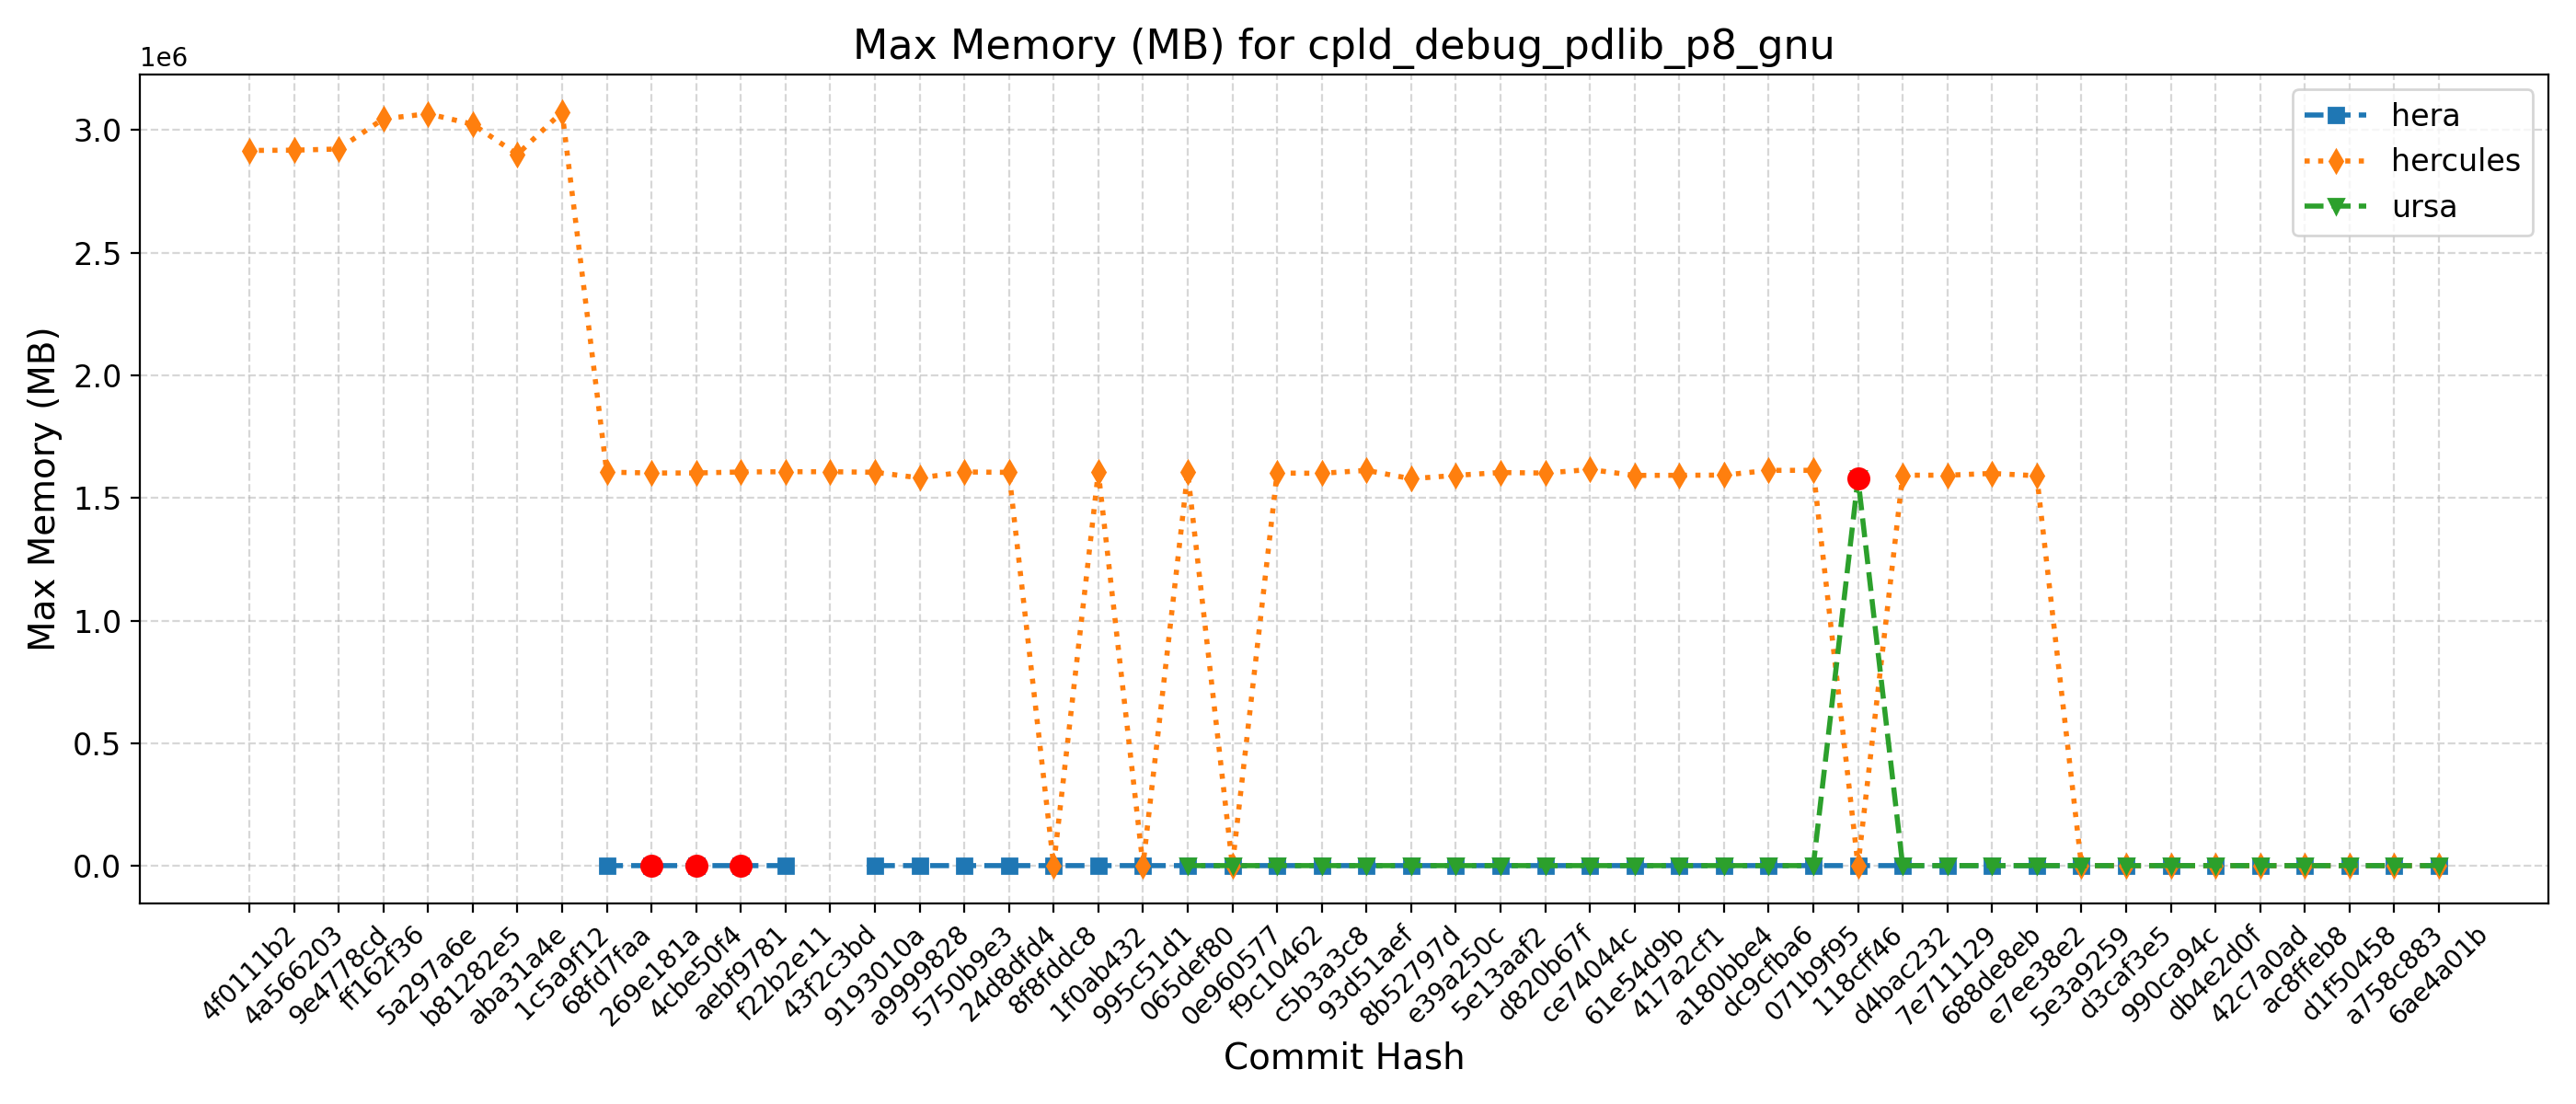 Max Memory (MB) for cpld_debug_pdlib_p8_gnu
1e6
3.0
2.5
2.0
1.5
1.0
0.5
0.0
Max Memory (MB)
hera
hercules
ursa
4f0111b2
4a566203
9e4778cd
ff162f36
5a297a6e
b81282e5
aba31a4e
1c5a9f12
68fd7faa
269e181a
4cbe50f4
aebf9781
f22b2e11
43f2c3bd
9193010a
a9999828
5750b9e3
24d8dfd4
8f8fddc8
1f0ab432
995c51d1
065def80
0e960577
f9c10462
c5b3a3c8
93d51aef
8b52797d
e39a250c
5e13aaf2
d820b67f
ce74044c
61e54d9b
417a2cf1
a180bbe4
dc9cfba6
071b9f95
118cff46
d4bac232
7e711129
688de8eb
e7ee38e2
5e3a9259
d3caf3e5
990ca94c
db4e2d0f
42c7a0ad
ac8ffeb8
d1f50458
a758c883
6ae4a01b
Commit Hash